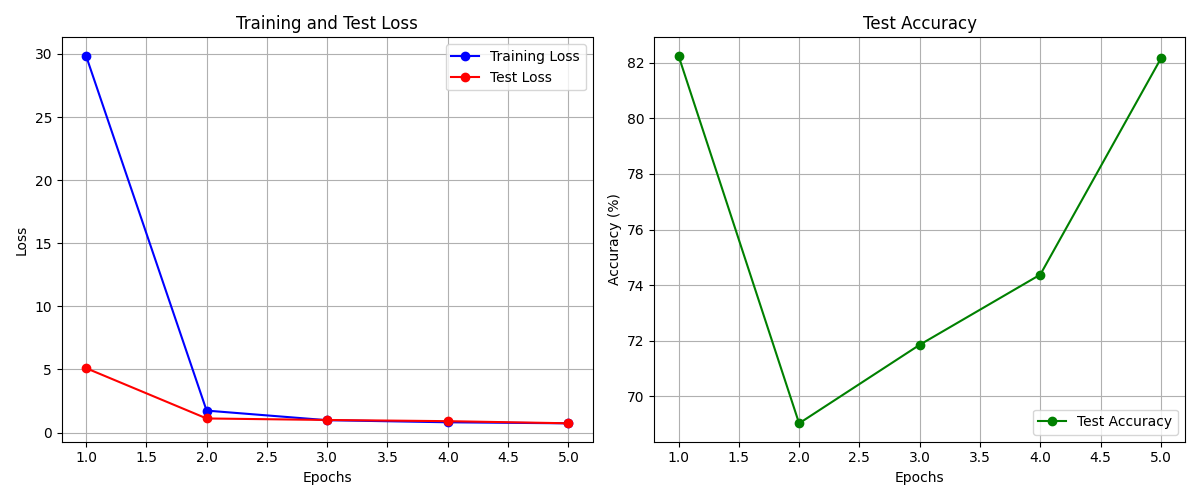 Training and Test Loss
30
25
20
15
10
5
0
Loss
Training Loss
Test Loss
1.0 1.5 2.0 2.5 3.0 3.5 4.0 4.5 5.0
Epochs
Test Accuracy
82
80
78
76
74
72
70
Accuracy (%)
Test Accuracy
1.0 1.5 2.0 2.5 3.0 3.5 4.0 4.5 5.0
Epochs